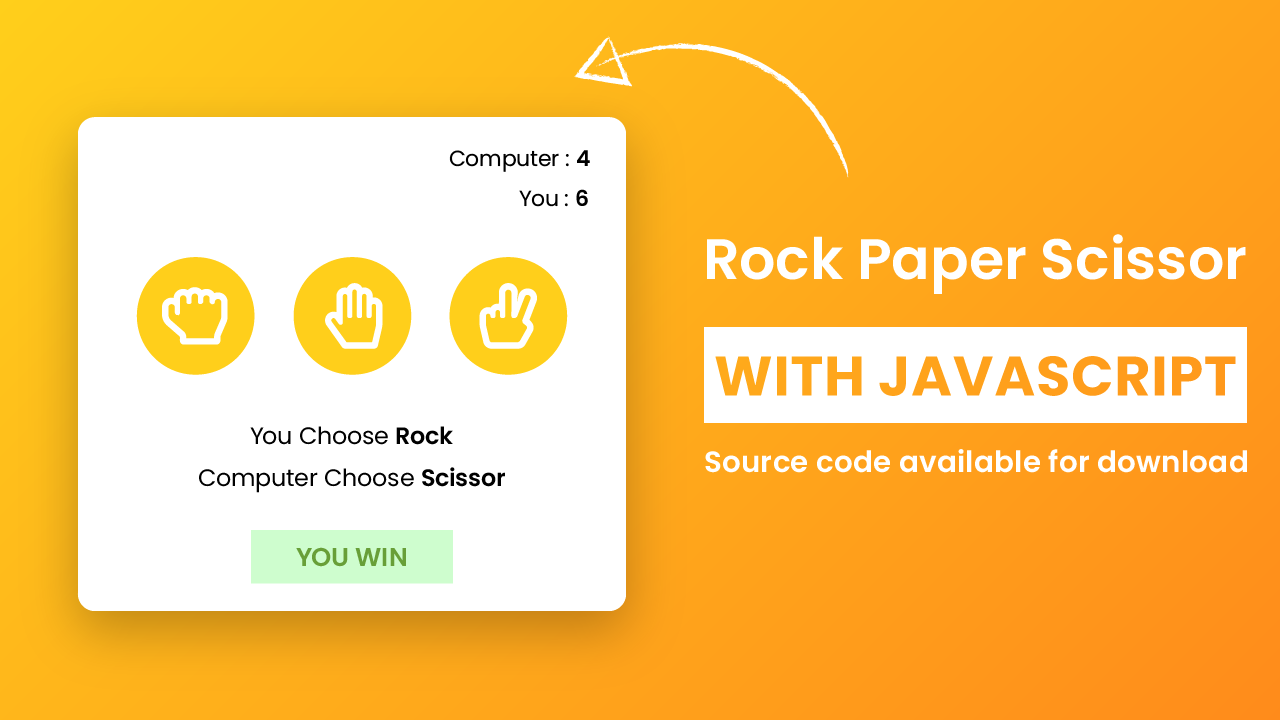 Computer : 4
You : 6
You Choose Rock
Computer Choose Scissor
YOU WIN
Rock Paper Scissor
WITH JAVASCRIPT
Source code available for download